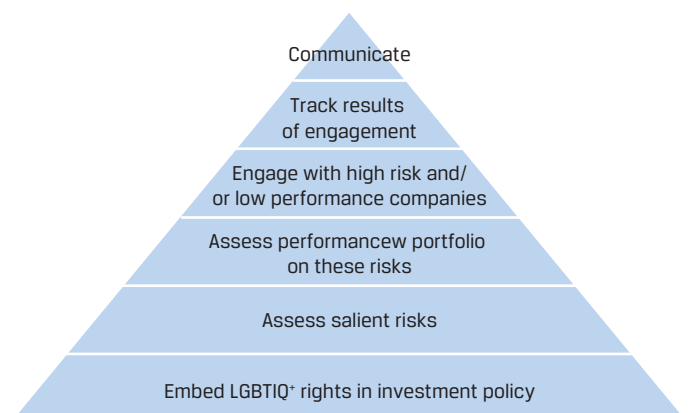 Communicate
Track results
of engagement
Engage with high risk and/
or low performance companies
Assess performancew portfolio
on these risks
Assess salient risks
Embed LGBTIQ⁺ rights in investment policy